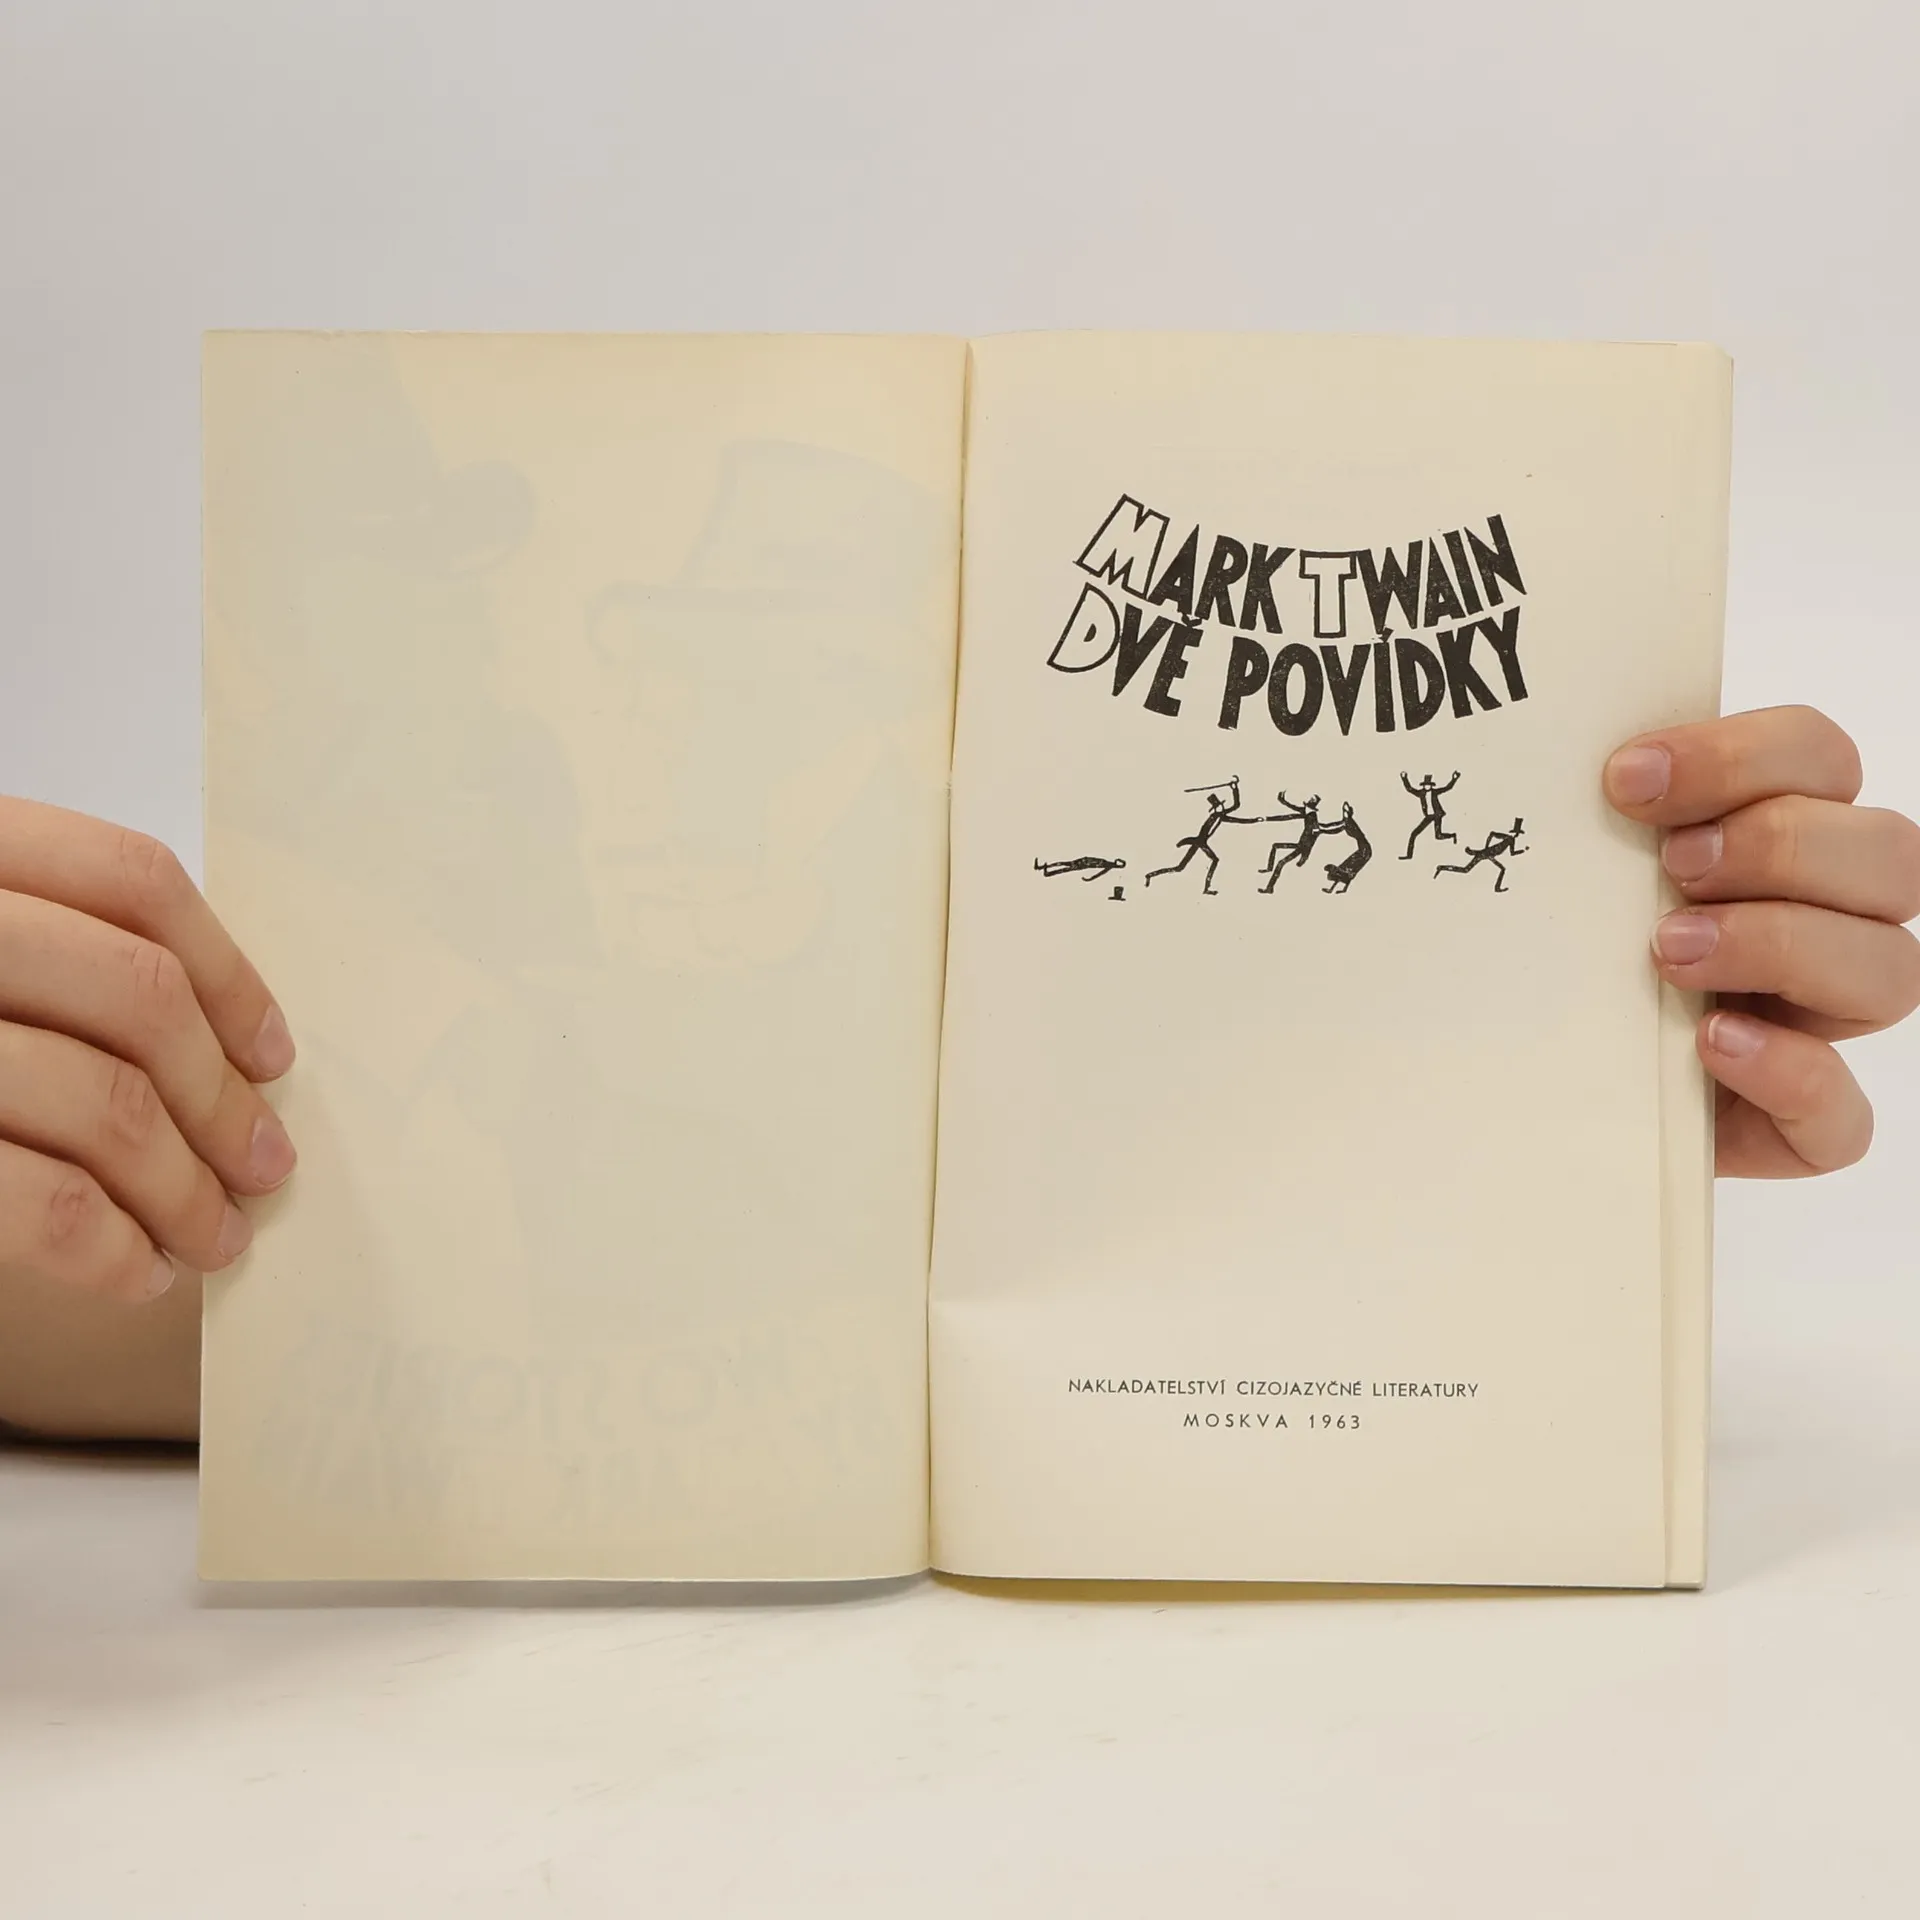 MARK TWAIN
DVĚ POVÍDKY
NAKLADATELSTVÍ CIZOJAZYČNÉ LITERATURY
MOSKVA 1963